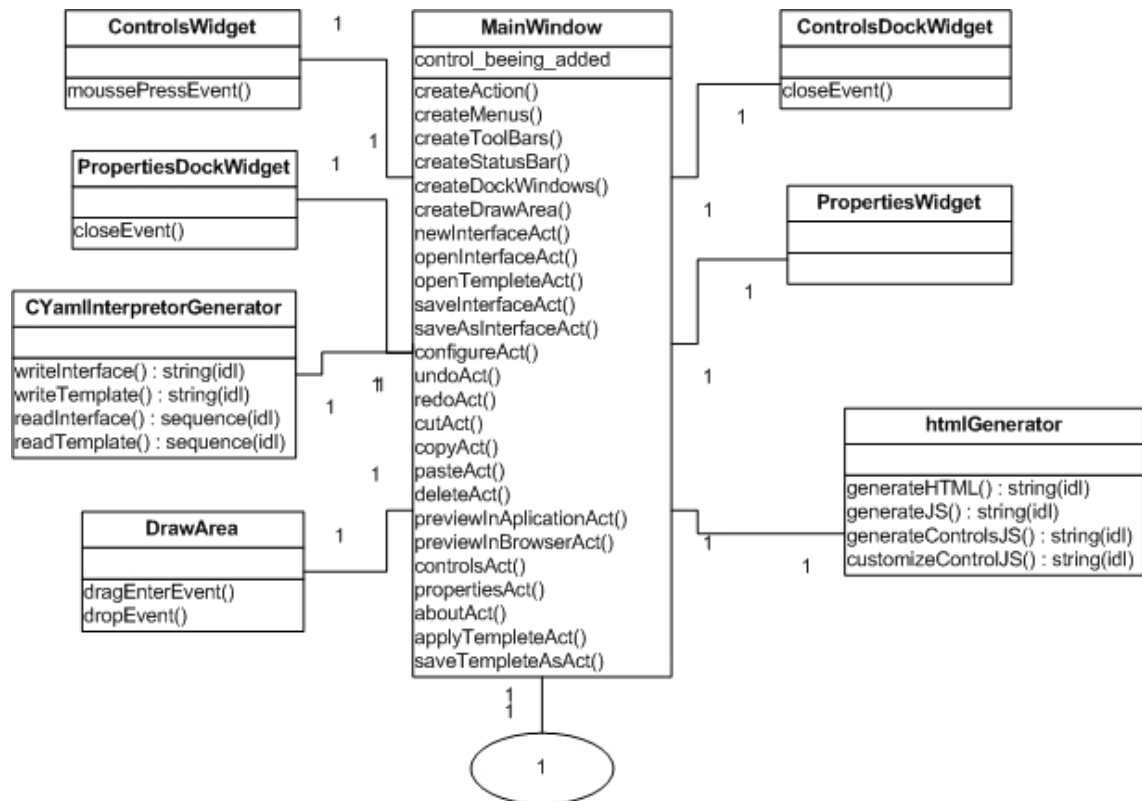 ControlsWidget
moussePressEvent()
1
1
PropertiesDockWidget
closeEvent()
1
CYamlInterpretorGenerator
writeInterface() : string(idl)
writeTemplate() : string(idl)
readInterface() : sequence(idl)
readTemplate() : sequence(idl)
1
11
DrawArea
dragEnterEvent()
dropEvent()
1
1
MainWindow
control_beeing_added
createAction()
createMenus()
createToolBars()
createStatusBar()
createDockWindows()
createDrawArea()
newInterfaceAct()
openInterfaceAct()
openTempleteAct()
saveInterfaceAct()
saveAsInterfaceAct()
configureAct()
undoAct()
redoAct()
cutAct()
copyAct()
pasteAct()
deleteAct()
previewInAplicationAct()
previewInBrowserAct()
controlsAct()
propertiesAct()
aboutAct()
applyTempleteAct()
saveTempleteAsAct()
1
1
1
ControlsDockWidget
closeEvent()
1
1
PropertiesWidget
1
1
htmlGenerator
generateHTML() : string(idl)
generateJS() : string(idl)
generateControlsJS() : string(idl)
customizeControlJS() : string(idl)
1
1